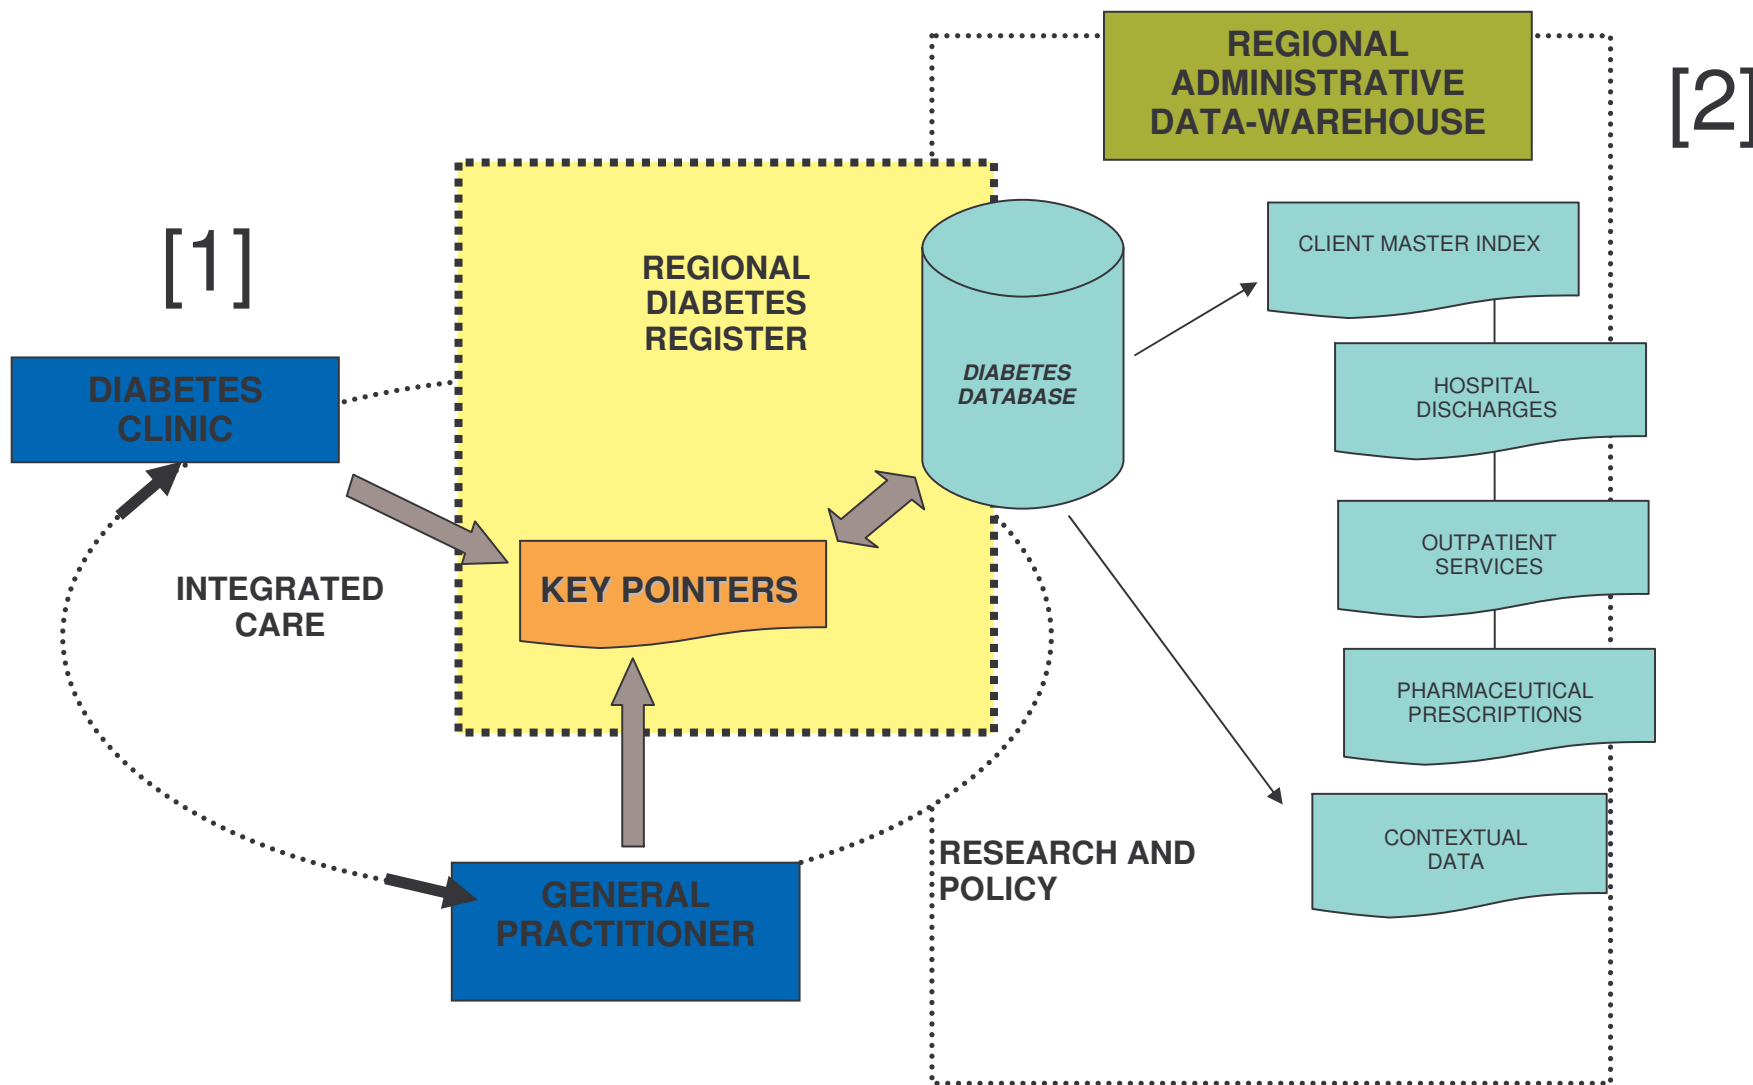 REGIONAL
ADMINISTRATIVE
DATA-WAREHOUSE
[2]
[1]
REGIONAL
DIABETES
REGISTER
CLIENT MASTER INDEX
DIABETES
CLINIC
DIABETES
DATABASE
HOSPITAL
DISCHARGES
INTEGRATED
CARE
KEY POINTERS
OUTPATIENT
SERVICES
PHARMACEUTICAL
PRESCRIPTIONS
RESEARCH AND
POLICY
CONTEXTUAL
DATA
GENERAL
PRACTITIONER